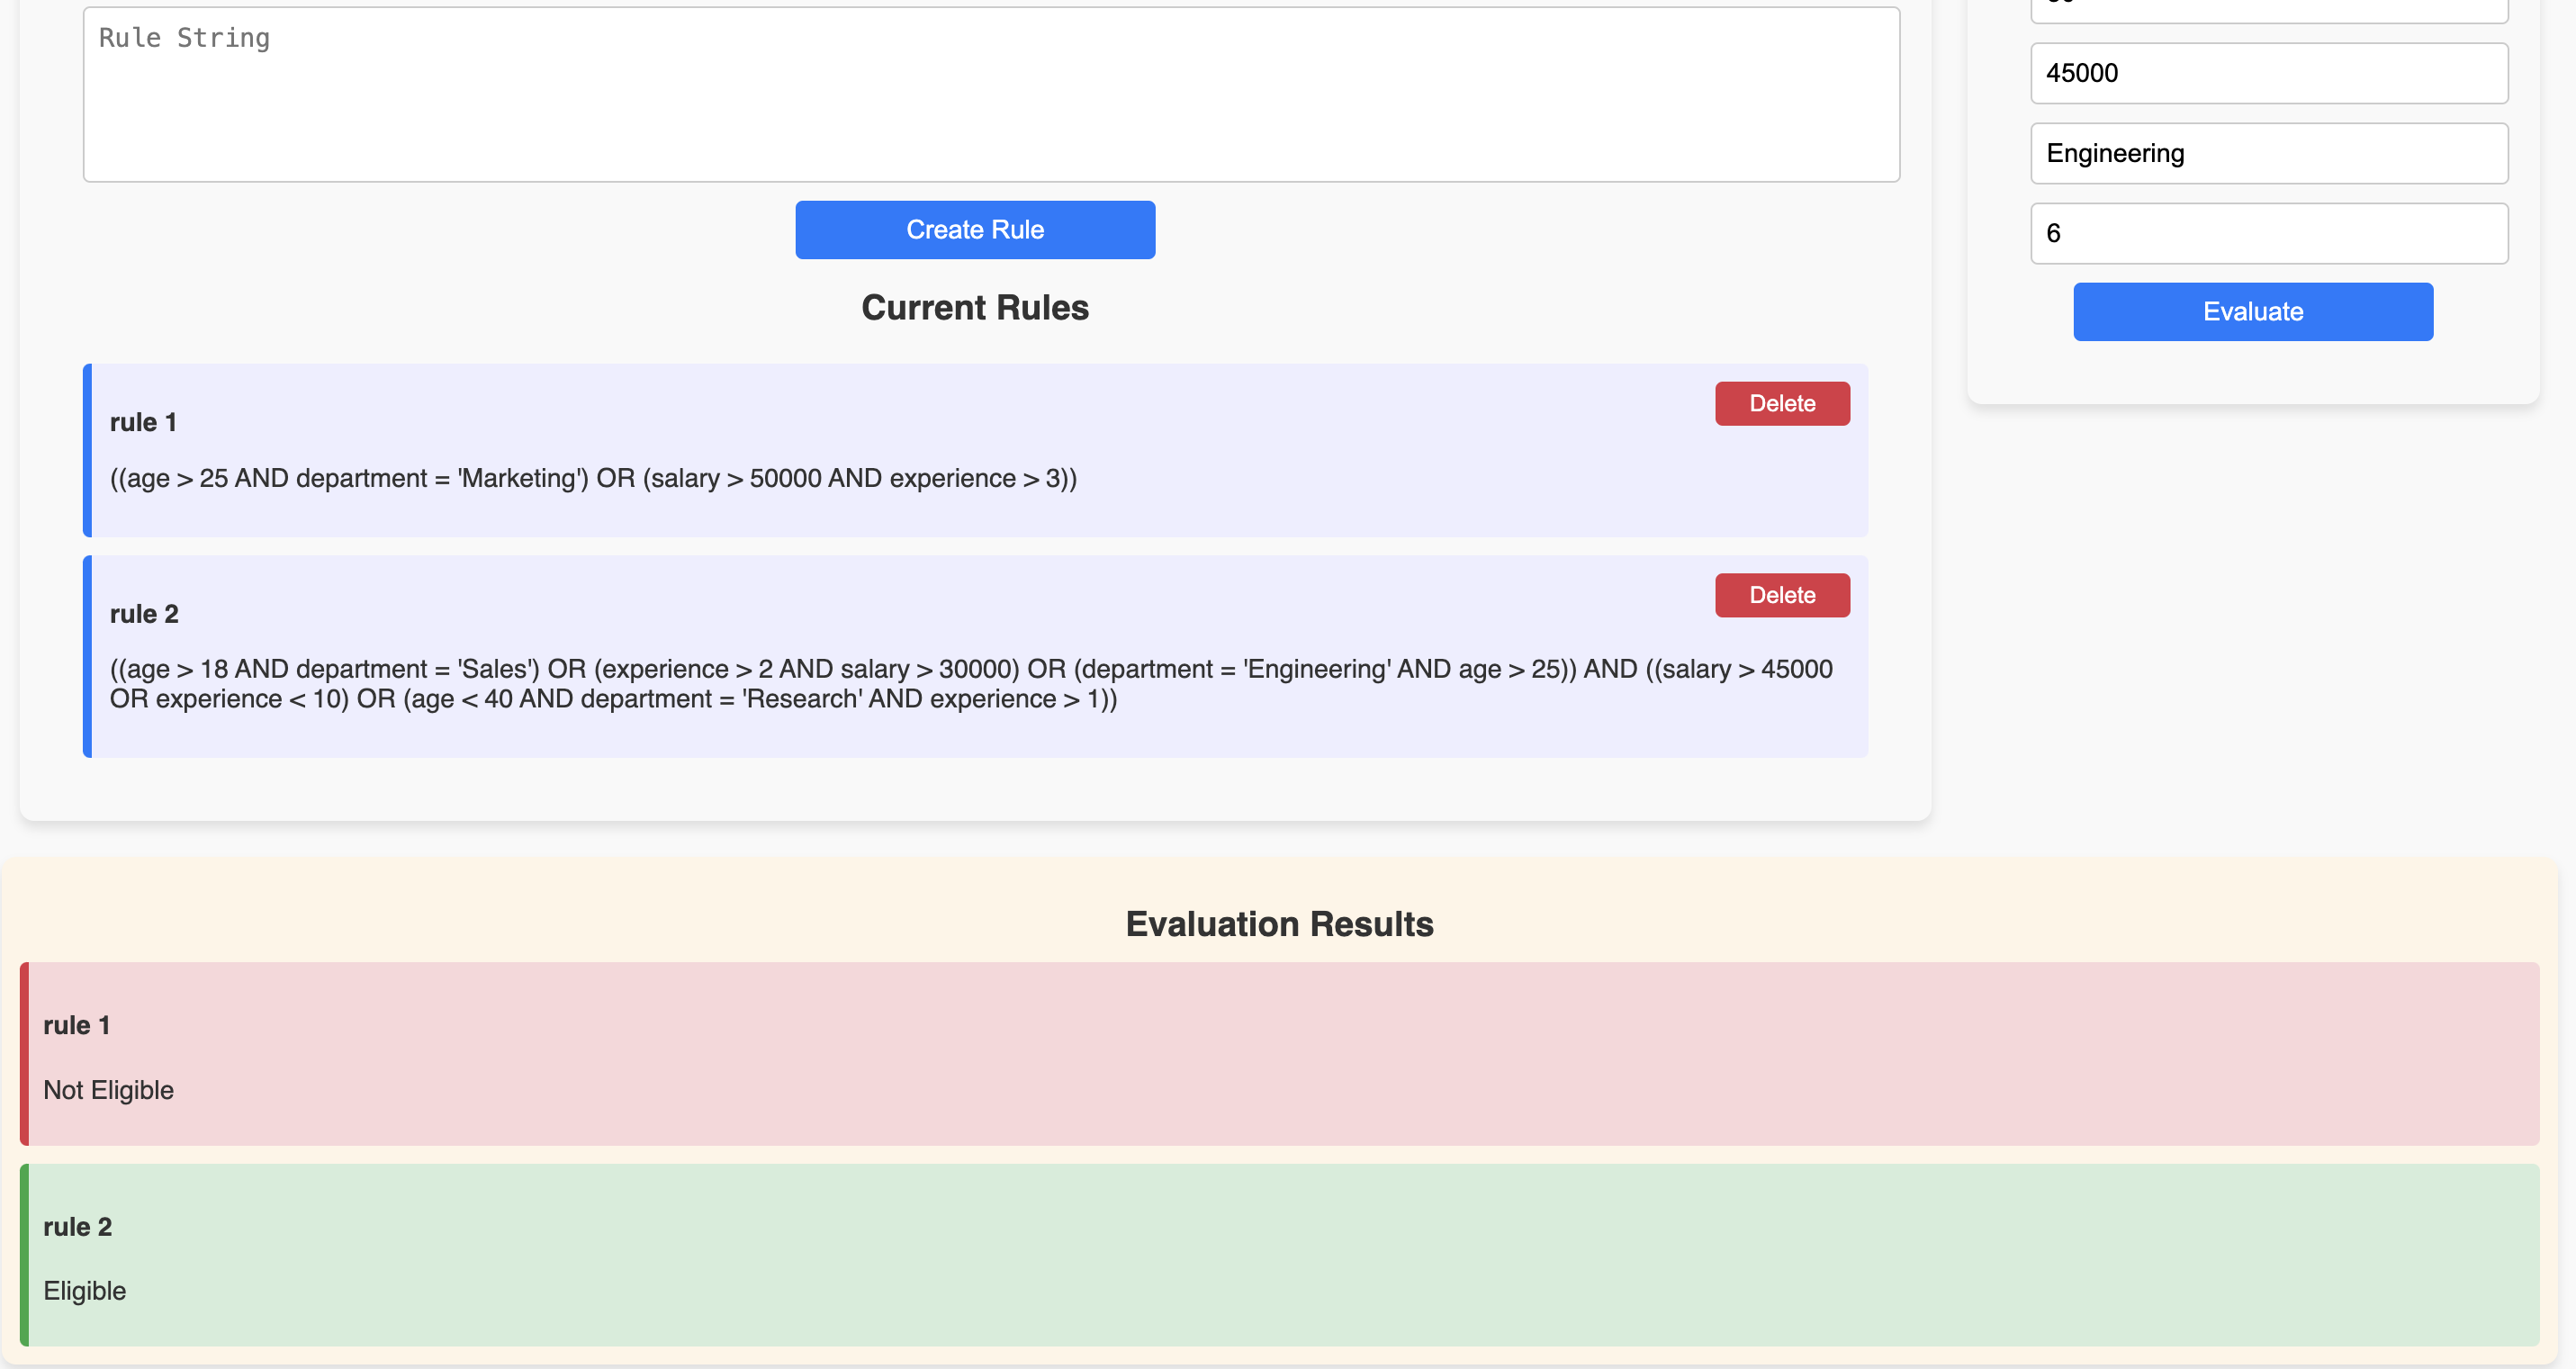 Rule String
Create Rule
Current Rules
rule 1
Delete
((age > 25 AND department = 'Marketing') OR (salary > 50000 AND experience > 3))
rule 2
Delete
((age > 18 AND department = 'Sales') OR (experience > 2 AND salary > 30000) OR (department = 'Engineering' AND age > 25)) AND ((salary > 45000
OR experience < 10) OR (age < 40 AND department = 'Research' AND experience > 1))
45000
Engineering
6
Evaluate
Evaluation Results
rule 1
Not Eligible
rule 2
Eligible